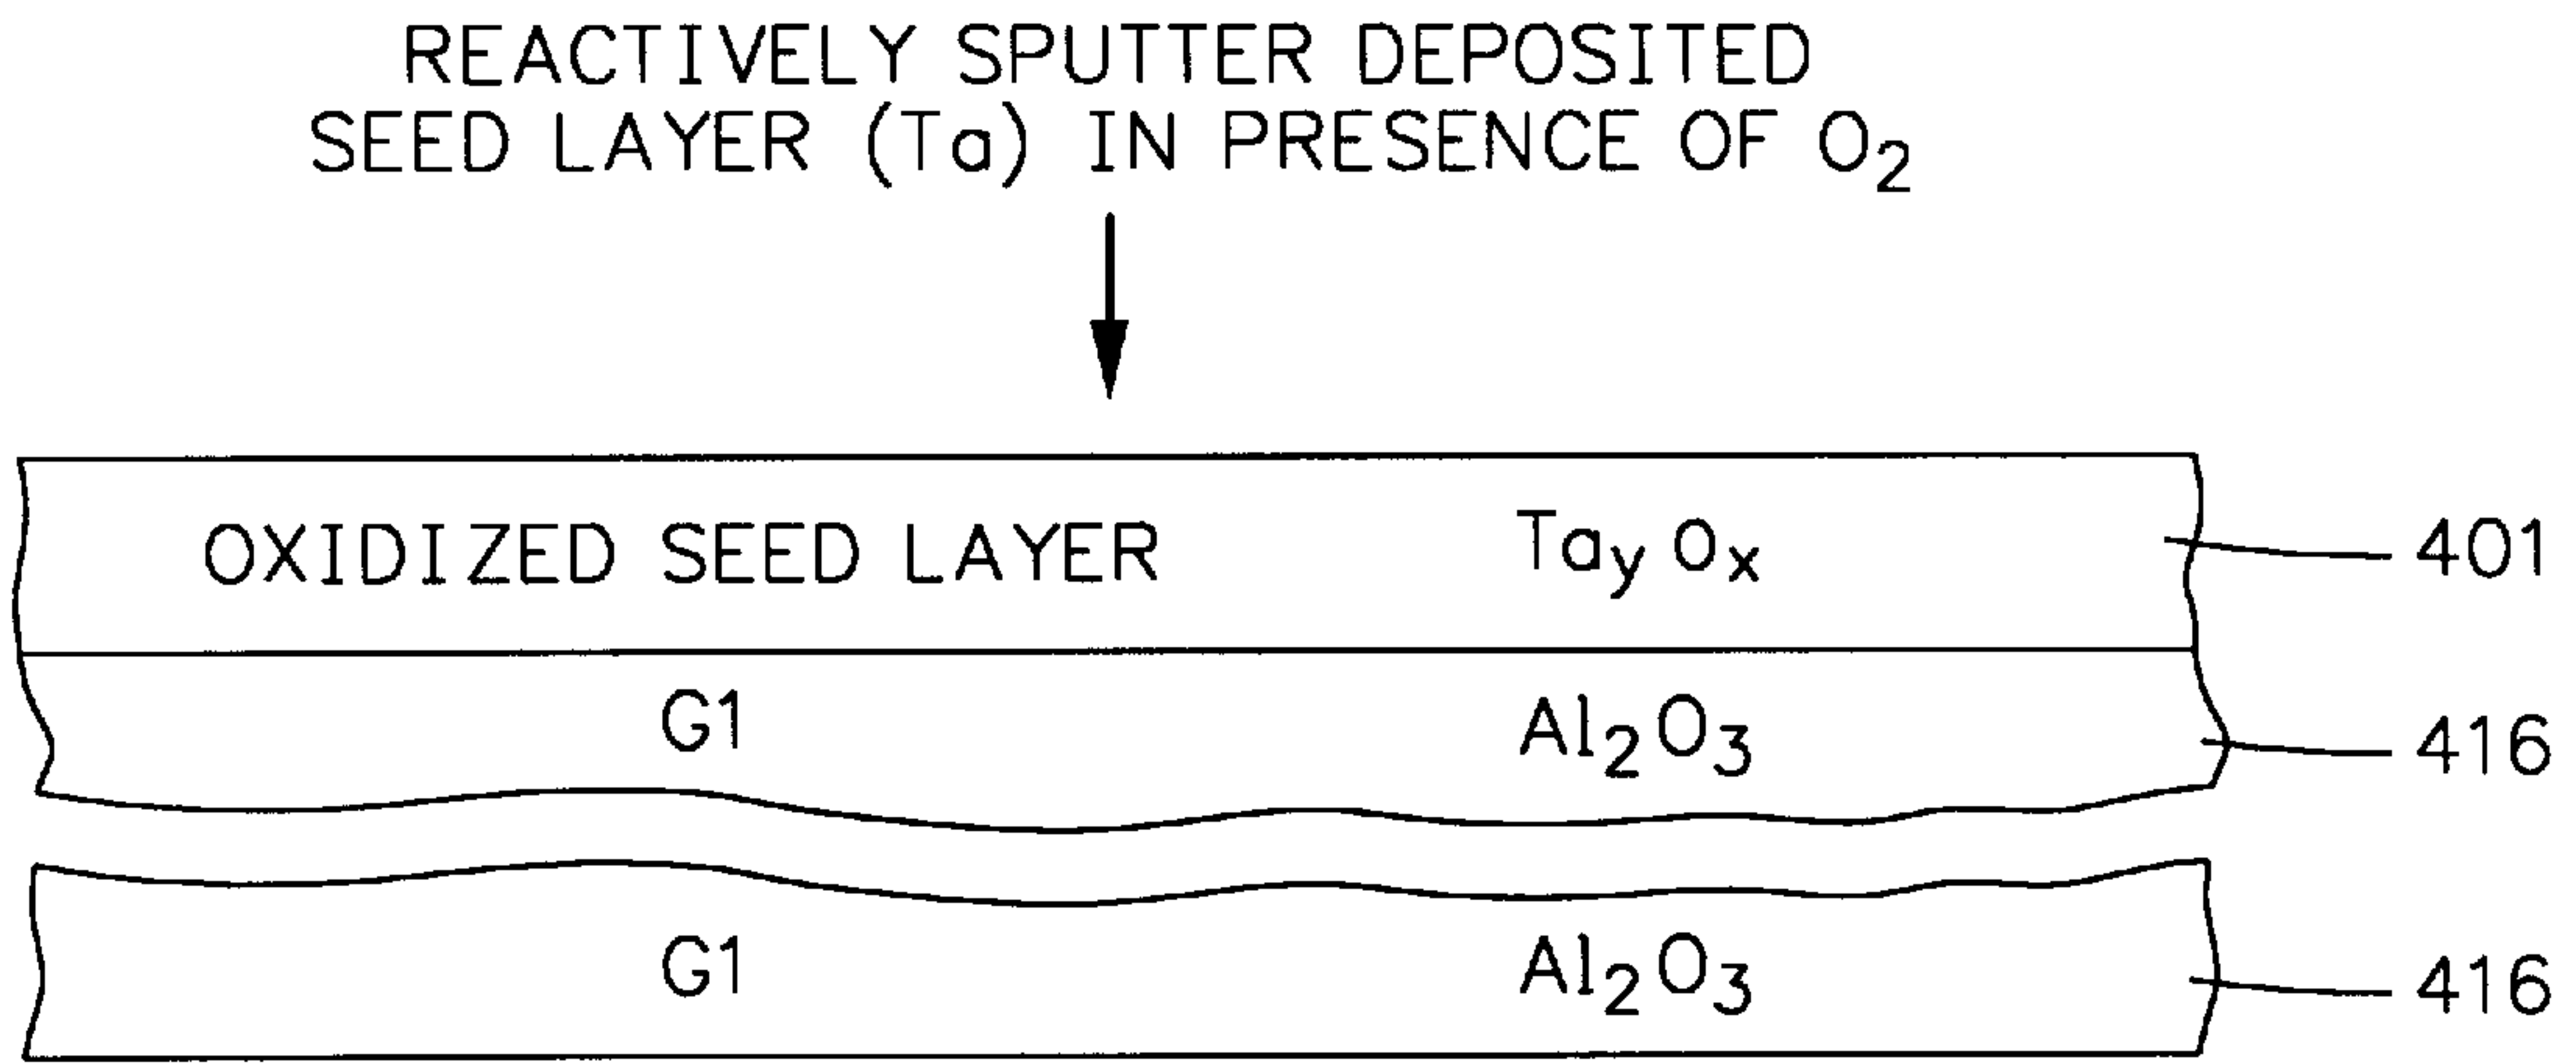 REACTIVELY SPUTTER DEPOSITED
SEED LAYER (Ta) IN PRESENCE OF O₂
OXIDIZED SEED LAYER TayOₓ 401
G1 Al₂O₃ 416
G1 Al₂O₃ 416